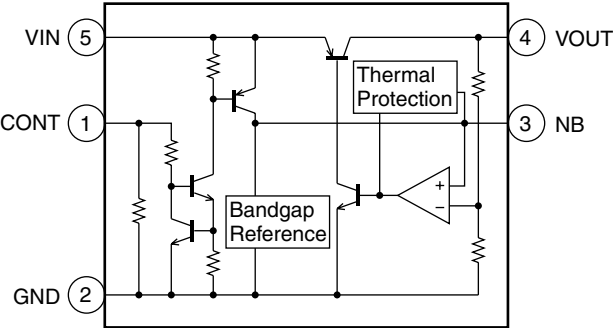 VIN 5
4 VOUT
Thermal
Protection
CONT 1
3 NB
+
−
Bandgap
Reference
GND 2